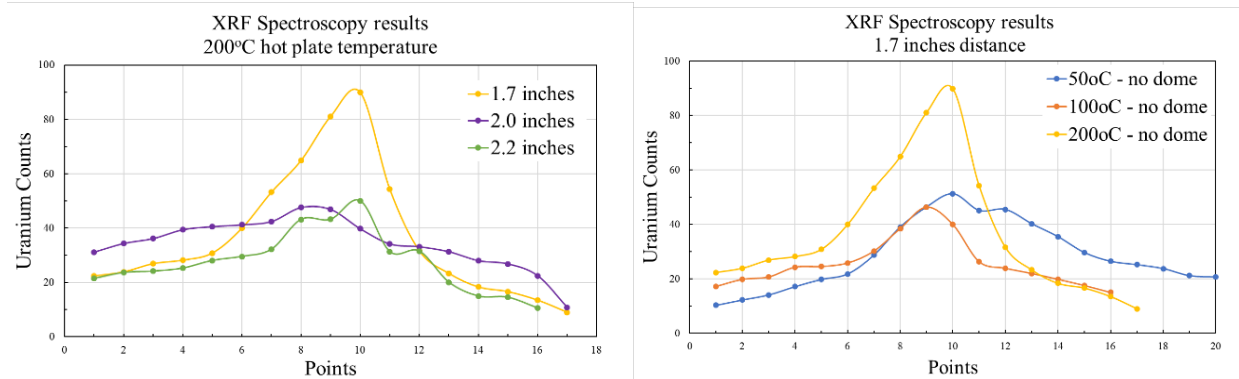 XRF Spectroscopy results
200°C hot plate temperature
100
80
60
40
20
0
Uranium Counts
1.7 inches
2.0 inches
2.2 inches
0 2 4 6 8 10 12 14 16 18
Points
XRF Spectroscopy results
1.7 inches distance
100
80
60
40
20
0
Uranium Counts
50oC - no dome
100oC - no dome
200oC - no dome
0 2 4 6 8 10 12 14 16 18 20
Points